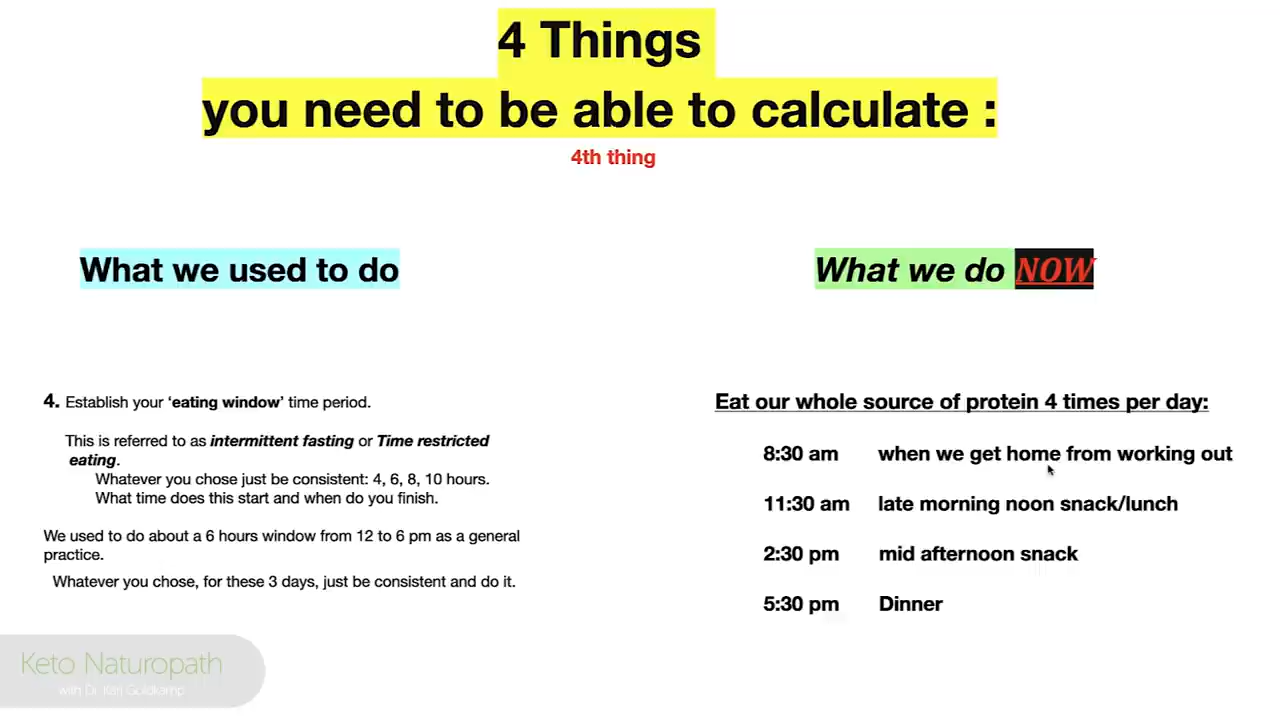 4 Things
you need to be able to calculate :
4th thing
What we used to do
What we do NOW
4. Establish your ‘eating window’ time period.
This is referred to as intermittent fasting or Time restricted
eating.
Whatever you chose just be consistent: 4, 6, 8, 10 hours.
What time does this start and when do you finish.
We used to do about a 6 hours window from 12 to 6 pm as a general
practice.
Whatever you chose, for these 3 days, just be consistent and do it.
Eat our whole source of protein 4 times per day:
8:30 am when we get home from working out
11:30 am late morning noon snack/lunch
2:30 pm mid afternoon snack
5:30 pm Dinner
Keto Naturopath
with Dr. Karl Goldkamp